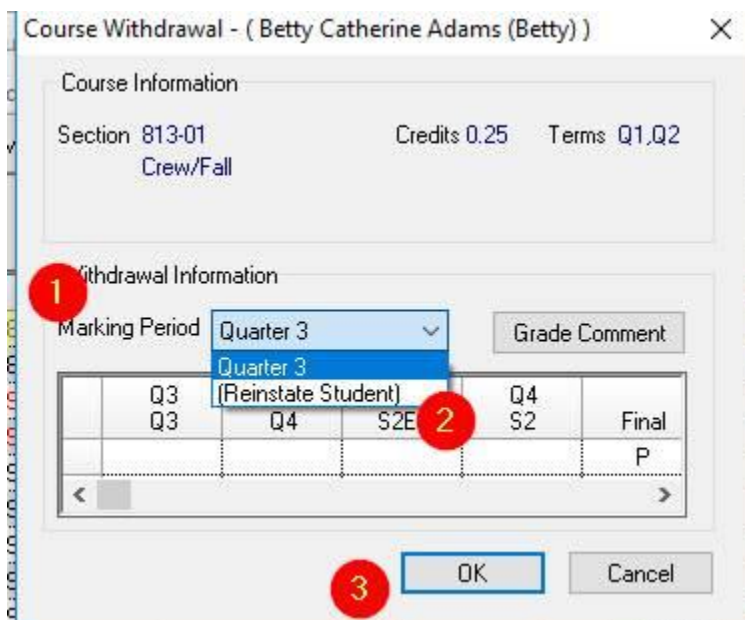 Course Withdrawal - ( Betty Catherine Adams (Betty) )
Course Information
Section 813-01 Credits 0.25 Terms Q1,Q2
Crew/Fall
Withdrawal Information
1
Marking Period Quarter 3 Grade Comment
Quarter 3
(Reinstate Student)
Q3 Q4
Q3 Q4 S2E S2 Final
2
P
OK Cancel
3